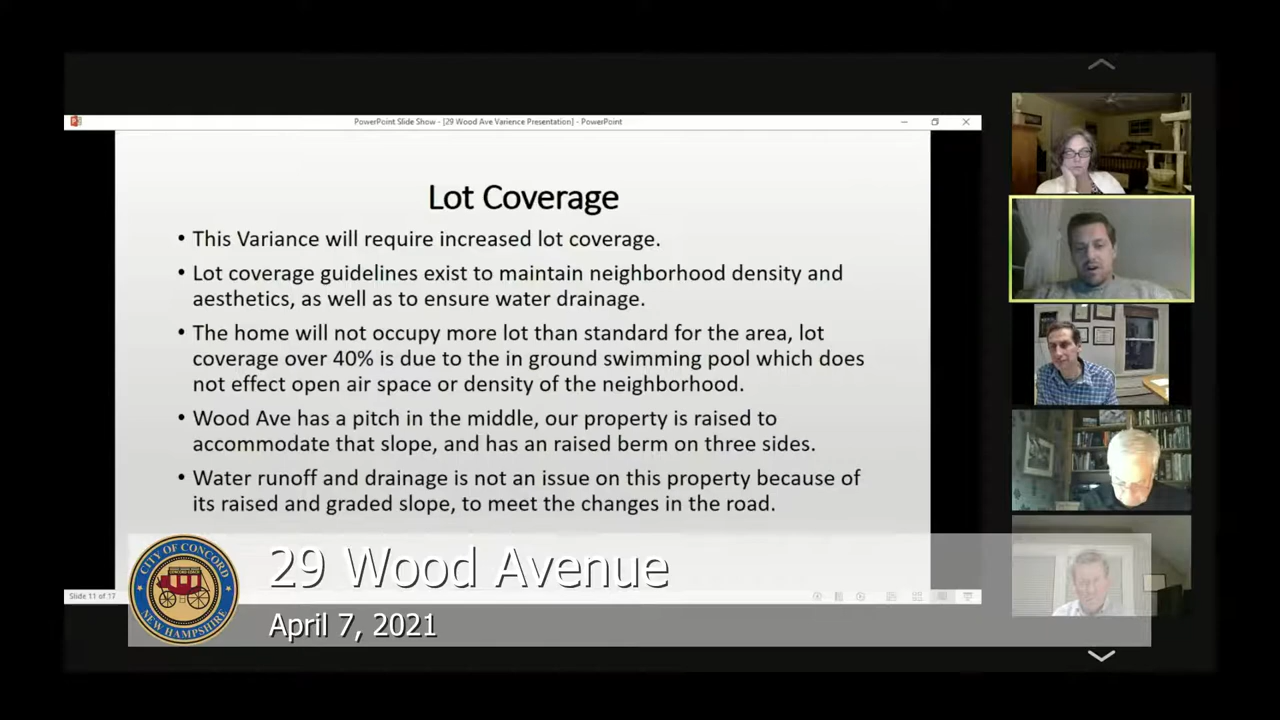 PowerPoint Slide Show - [29 Wood Ave Varience Presentation] - PowerPoint
Lot Coverage
• This Variance will require increased lot coverage.
• Lot coverage guidelines exist to maintain neighborhood density and
aesthetics, as well as to ensure water drainage.
• The home will not occupy more lot than standard for the area, lot
coverage over 40% is due to the in ground swimming pool which does
not effect open air space or density of the neighborhood.
• Wood Ave has a pitch in the middle, our property is raised to
accommodate that slope, and has an raised berm on three sides.
• Water runoff and drainage is not an issue on this property because of
its raised and graded slope, to meet the changes in the road.
Slide 11 of 17
CITY OF CONCORD
NEW HAMPSHIRE
29 Wood Avenue
April 7, 2021